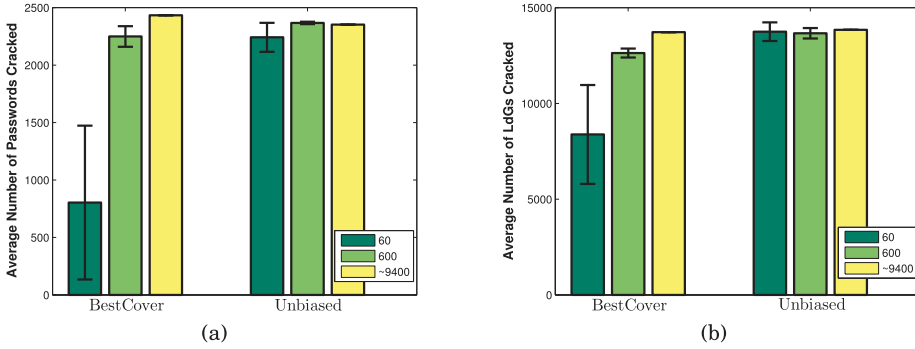 Average Number of Passwords Cracked
2500
2000
1500
1000
500
0
60
600
~9400
BestCover
Unbiased
(a)
Average Number of LdGs Cracked
15000
10000
5000
0
60
600
~9400
BestCover
Unbiased
(b)